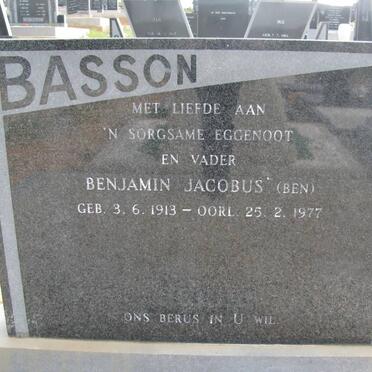 BASSON
MET LIEFDE AAN
'N SORGSAME EGGENOOT
EN VADER
BENJAMIN JACOBUS (BEN)
GEB. 3. 6. 1913 – OORL. 25. 2. 1977
ONS BERUS IN U WIL.